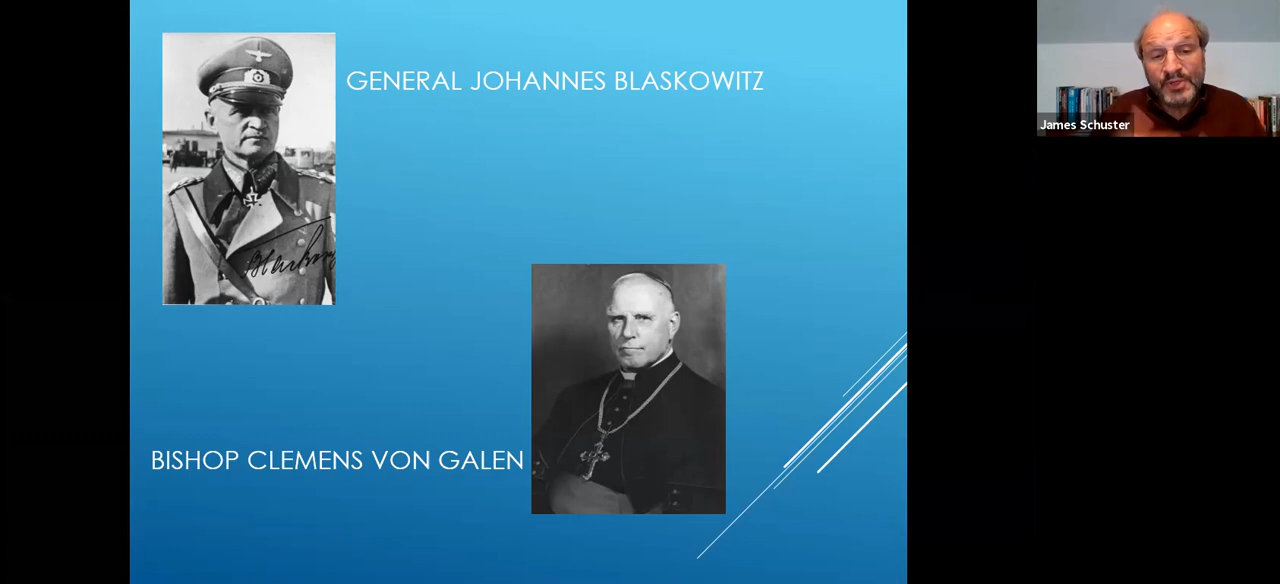 GENERAL JOHANNES BLASKOWITZ
James Schuster
BISHOP CLEMENS VON GALEN